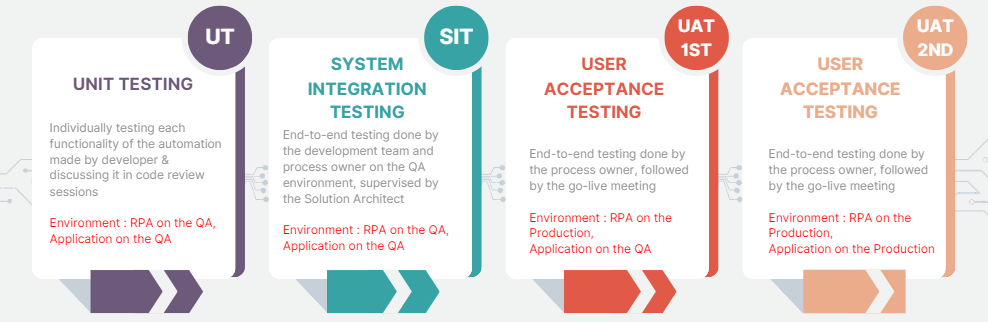 UT
UNIT TESTING
Individually testing each
functionality of the automation
made by developer &
discussing it in code review
sessions
Environment : RPA on the QA,
Application on the QA
SIT
SYSTEM
INTEGRATION
TESTING
End-to-end testing done by
the development team and
process owner on the QA
environment, supervised by
the Solution Architect
Environment : RPA on the QA,
Application on the QA
UAT
1ST
USER
ACCEPTANCE
TESTING
End-to-end testing done by
the process owner, followed
by the go-live meeting
Environment : RPA on the
Production,
Application on the QA
UAT
2ND
USER
ACCEPTANCE
TESTING
End-to-end testing done by
the process owner, followed
by the go-live meeting
Environment : RPA on the
Production,
Application on the Production